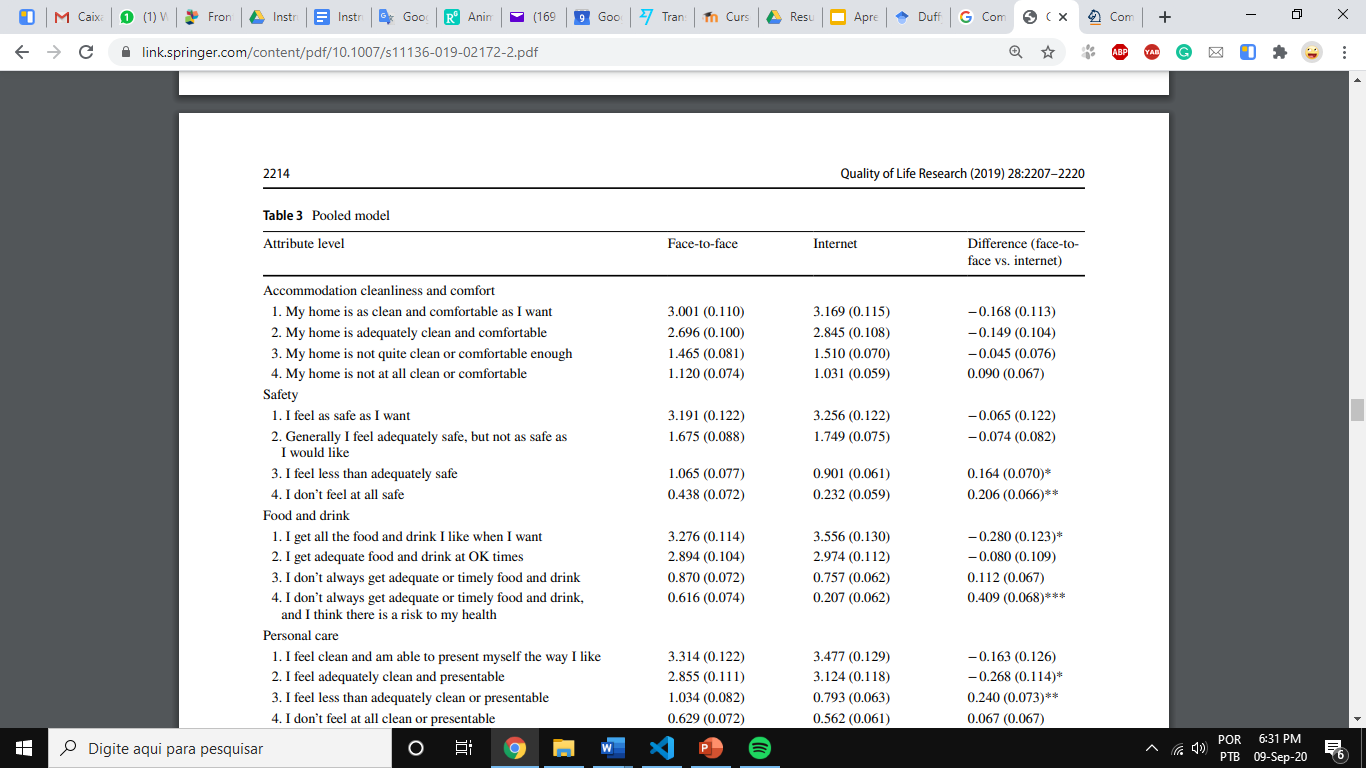 Caixa
(1) W
Fron
Instr
Instr
Goog
Anin
(169
Goo
Tran
Curs
Resu
Apre
Duff
Com
C
Com
link.springer.com/content/pdf/10.1007/s11136-019-02172-2.pdf
ABP
YAB
2214
Quality of Life Research (2019) 28:2207–2220
Table 3 Pooled model
Attribute level Face-to-face Internet Difference (face-to-
face vs. internet)
Accommodation cleanliness and comfort
1. My home is as clean and comfortable as I want 3.001 (0.110) 3.169 (0.115) − 0.168 (0.113)
2. My home is adequately clean and comfortable 2.696 (0.100) 2.845 (0.108) − 0.149 (0.104)
3. My home is not quite clean or comfortable enough 1.465 (0.081) 1.510 (0.070) − 0.045 (0.076)
4. My home is not at all clean or comfortable 1.120 (0.074) 1.031 (0.059) 0.090 (0.067)
Safety
1. I feel as safe as I want 3.191 (0.122) 3.256 (0.122) − 0.065 (0.122)
2. Generally I feel adequately safe, but not as safe as 1.675 (0.088) 1.749 (0.075) − 0.074 (0.082)
I would like
3. I feel less than adequately safe 1.065 (0.077) 0.901 (0.061) 0.164 (0.070)*
4. I don't feel at all safe 0.438 (0.072) 0.232 (0.059) 0.206 (0.066)**
Food and drink
1. I get all the food and drink I like when I want 3.276 (0.114) 3.556 (0.130) − 0.280 (0.123)*
2. I get adequate food and drink at OK times 2.894 (0.104) 2.974 (0.112) − 0.080 (0.109)
3. I don't always get adequate or timely food and drink 0.870 (0.072) 0.757 (0.062) 0.112 (0.067)
4. I don't always get adequate or timely food and drink, 0.616 (0.074) 0.207 (0.062) 0.409 (0.068)***
and I think there is a risk to my health
Personal care
1. I feel clean and am able to present myself the way I like 3.314 (0.122) 3.477 (0.129) − 0.163 (0.126)
2. I feel adequately clean and presentable 2.855 (0.111) 3.124 (0.118) − 0.268 (0.114)*
3. I feel less than adequately clean or presentable 1.034 (0.082) 0.793 (0.063) 0.240 (0.073)**
4. I don't feel at all clean or presentable 0.629 (0.072) 0.562 (0.061) 0.067 (0.067)
Digite aqui para pesquisar
POR
PTB
6:31 PM
09-Sep-20
6